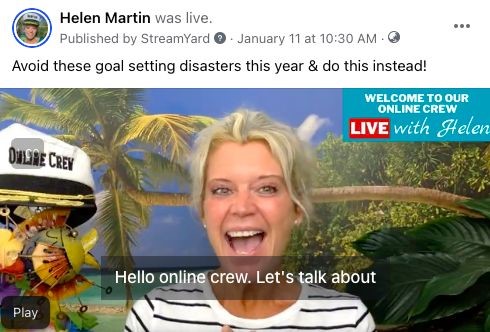 Helen Martin was live.
Published by StreamYard · January 11 at 10:30 AM ·
Avoid these goal setting disasters this year & do this instead!
WELCOME TO OUR
ONLINE CREW
LIVE with Helen
ONLINE CREW
Hello online crew. Let's talk about
Play